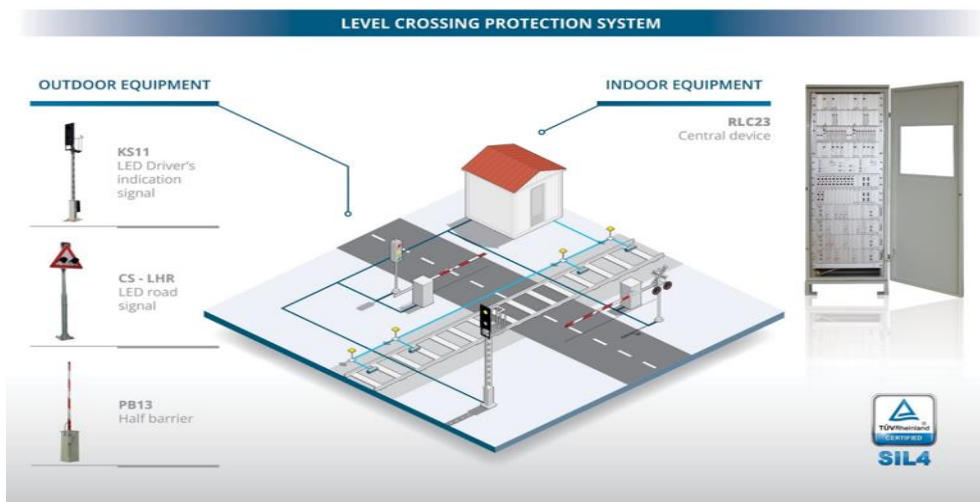 LEVEL CROSSING PROTECTION SYSTEM
OUTDOOR EQUIPMENT
KS11
LED Driver's
indication
signal
CS - LHR
LED road
signal
PB13
Half barrier
INDOOR EQUIPMENT
RLC23
Central device
TÜVRheinland
CERTIFIED
SIL4